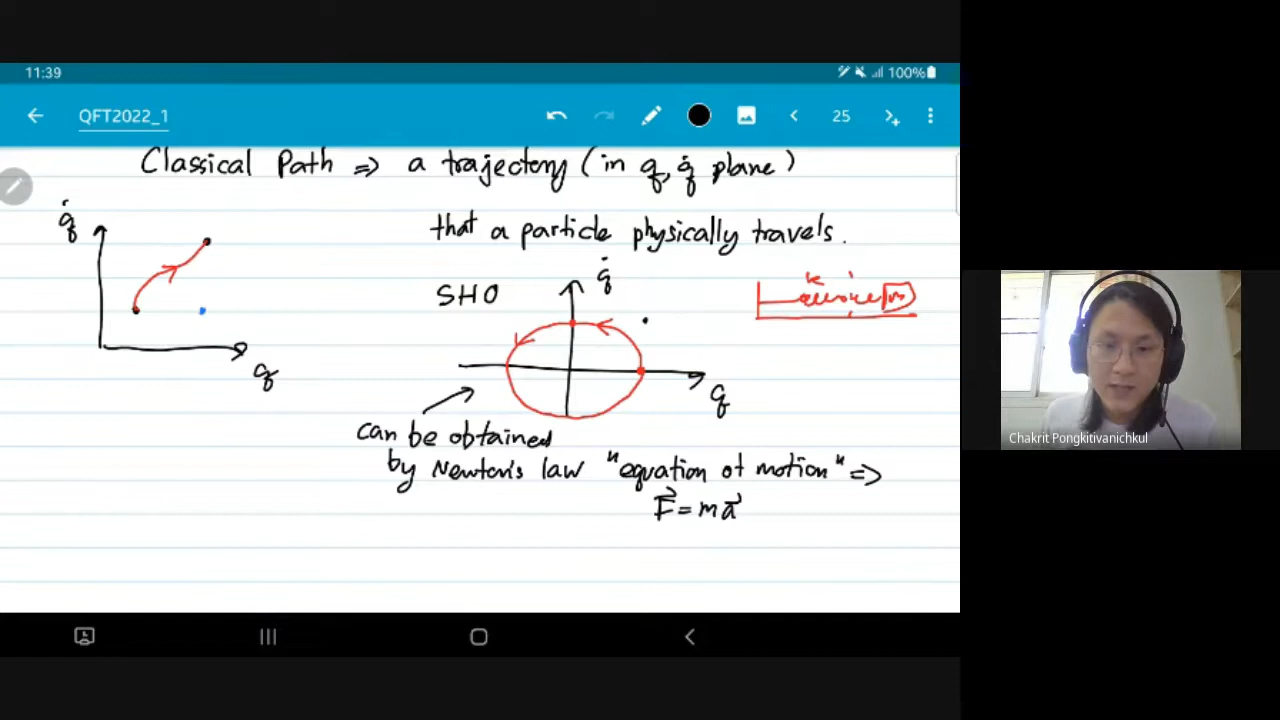 11:39
100%
QFT2022_1
25
Classical Path ⇒ a trajectory (in q, q̇ plane)
that a particle physically travels.
q̇
q
SHO
q̇
q
k
m
can be obtained
by Newton's law "equation of motion" ⇒
F⃗ = ma⃗
Chakrit Pongkitivanichkul